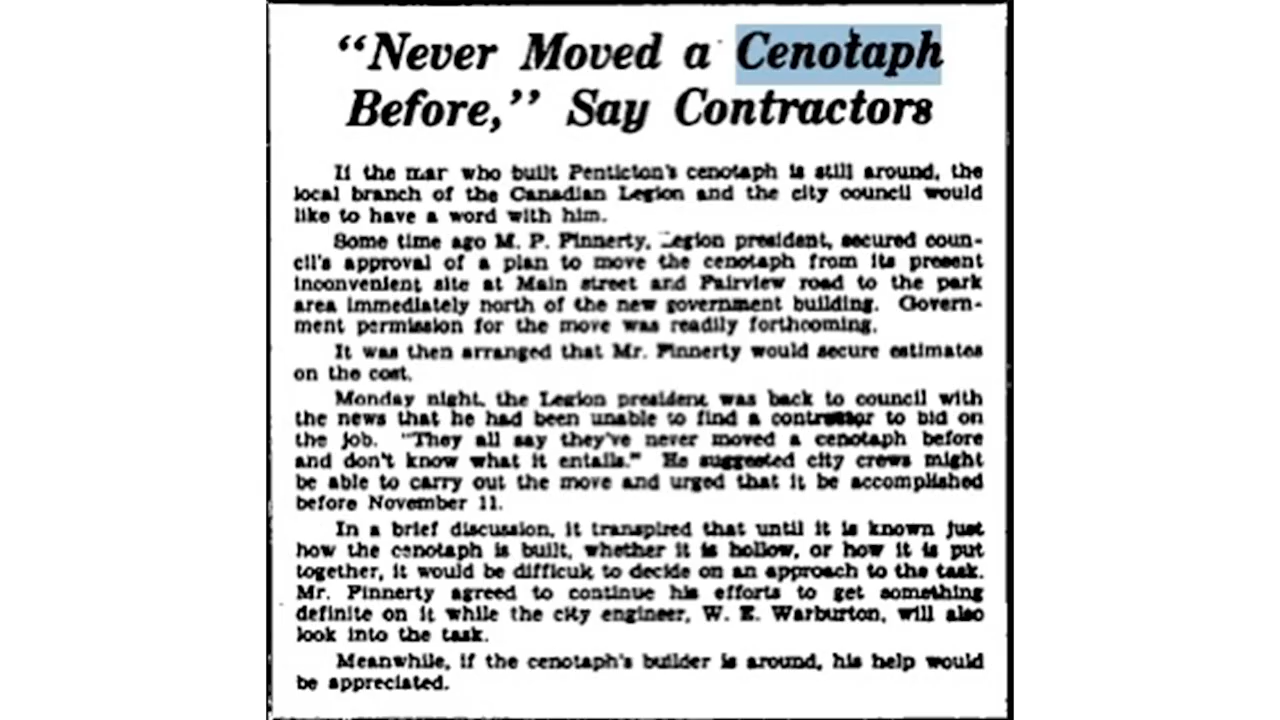 “Never Moved a Cenotaph
Before,” Say Contractors
If the mar who built Penticton's cenotaph is still around, the
local branch of the Canadian Legion and the city council would
like to have a word with him.
Some time ago M. P. Finnerty, Legion president, secured coun-
cil's approval of a plan to move the cenotaph from its present
inconvenient site at Main street and Fairview road to the park
area immediately north of the new government building. Govern-
ment permission for the move was readily forthcoming.
It was then arranged that Mr. Finnerty would secure estimates
on the cost.
Monday night, the Legion president was back to council with
the news that he had been unable to find a contractor to bid on
the job. "They all say they've never moved a cenotaph before
and don't know what it entails." He suggested city crews might
be able to carry out the move and urged that it be accomplished
before November 11.
In a brief discussion, it transpired that until it is known just
how the cenotaph is built, whether it is hollow, or how it is put
together, it would be difficult to decide on an approach to the task.
Mr. Finnerty agreed to continue his efforts to get something
definite on it while the city engineer, W. E. Warburton, will also
look into the task.
Meanwhile, if the cenotaph's builder is around, his help would
be appreciated.